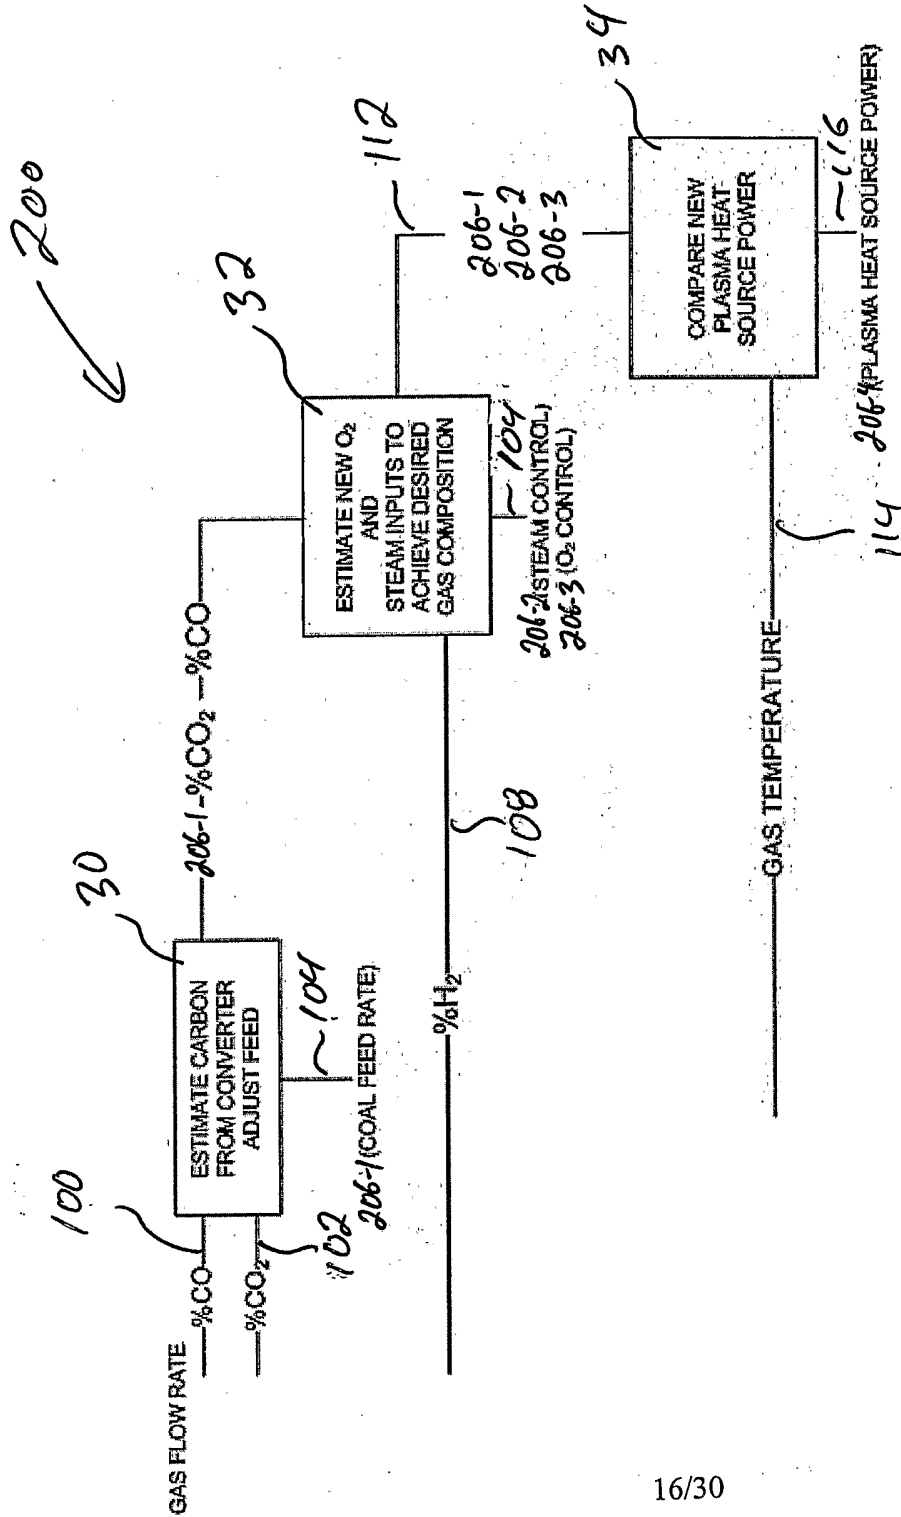 200
GAS FLOW RATE
%CO
100
%CO₂
102
30
ESTIMATE CARBON
FROM CONVERTER
ADJUST FEED
104
206-1 (COAL FEED RATE)
206-1-%CO₂ —%CO
32
ESTIMATE NEW O₂
AND
STEAM INPUTS TO
ACHIEVE DESIRED
GAS COMPOSITION
104
206-2 (STEAM CONTROL)
206-3 (O₂ CONTROL)
%H₂
108
112
206-1
206-2
206-3
34
COMPARE NEW
PLASMA HEAT
SOURCE POWER
116
206-4 (PLASMA HEAT SOURCE POWER)
GAS TEMPERATURE
114
16/30